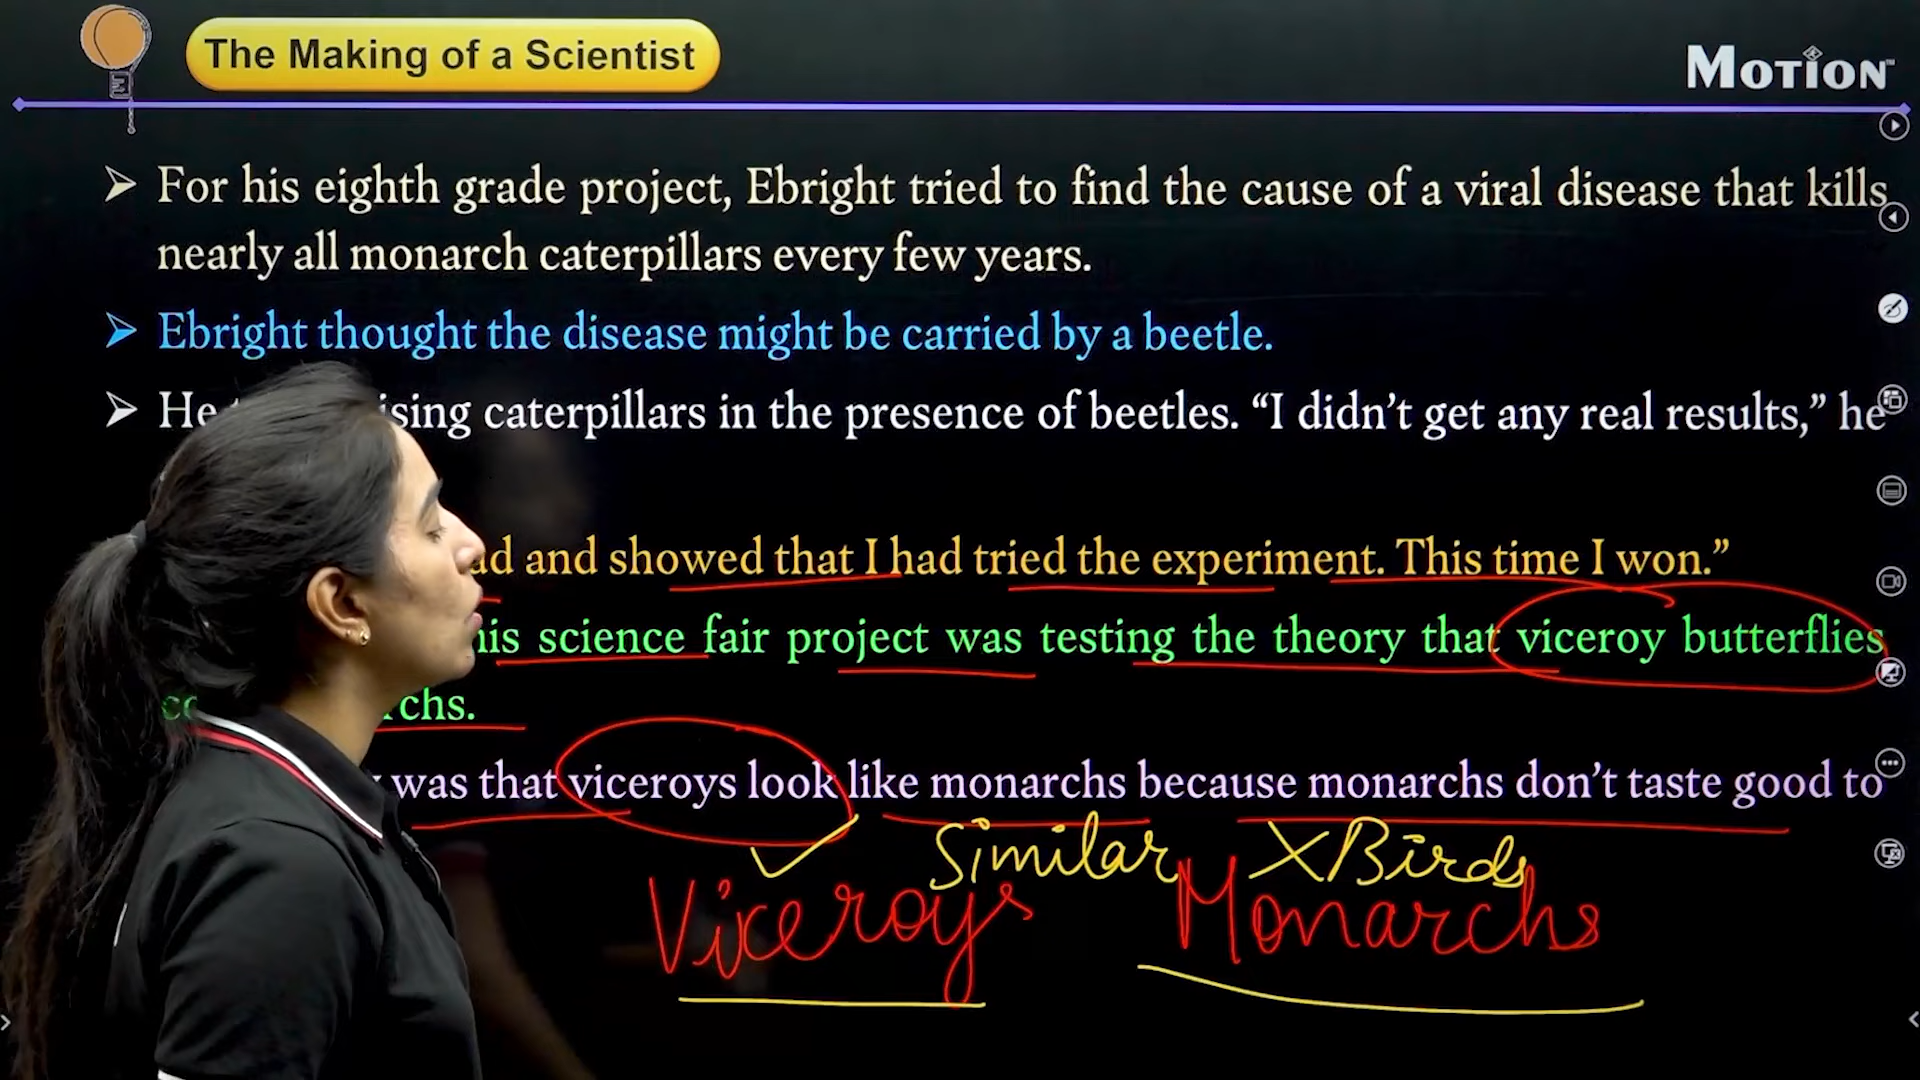 The Making of a Scientist
MOTION
For his eighth grade project, Ebright tried to find the cause of a viral disease that kills
nearly all monarch caterpillars every few years.
Ebright thought the disease might be carried by a beetle.
He caterpillars in the presence of beetles. “I didn’t get any real results,” he
and showed that I had tried the experiment. This time I won.”
science fair project was testing the theory that viceroy butterflies
was that viceroys look like monarchs because monarchs don’t taste good to
Similar X Birds
Viceroys Monarchs